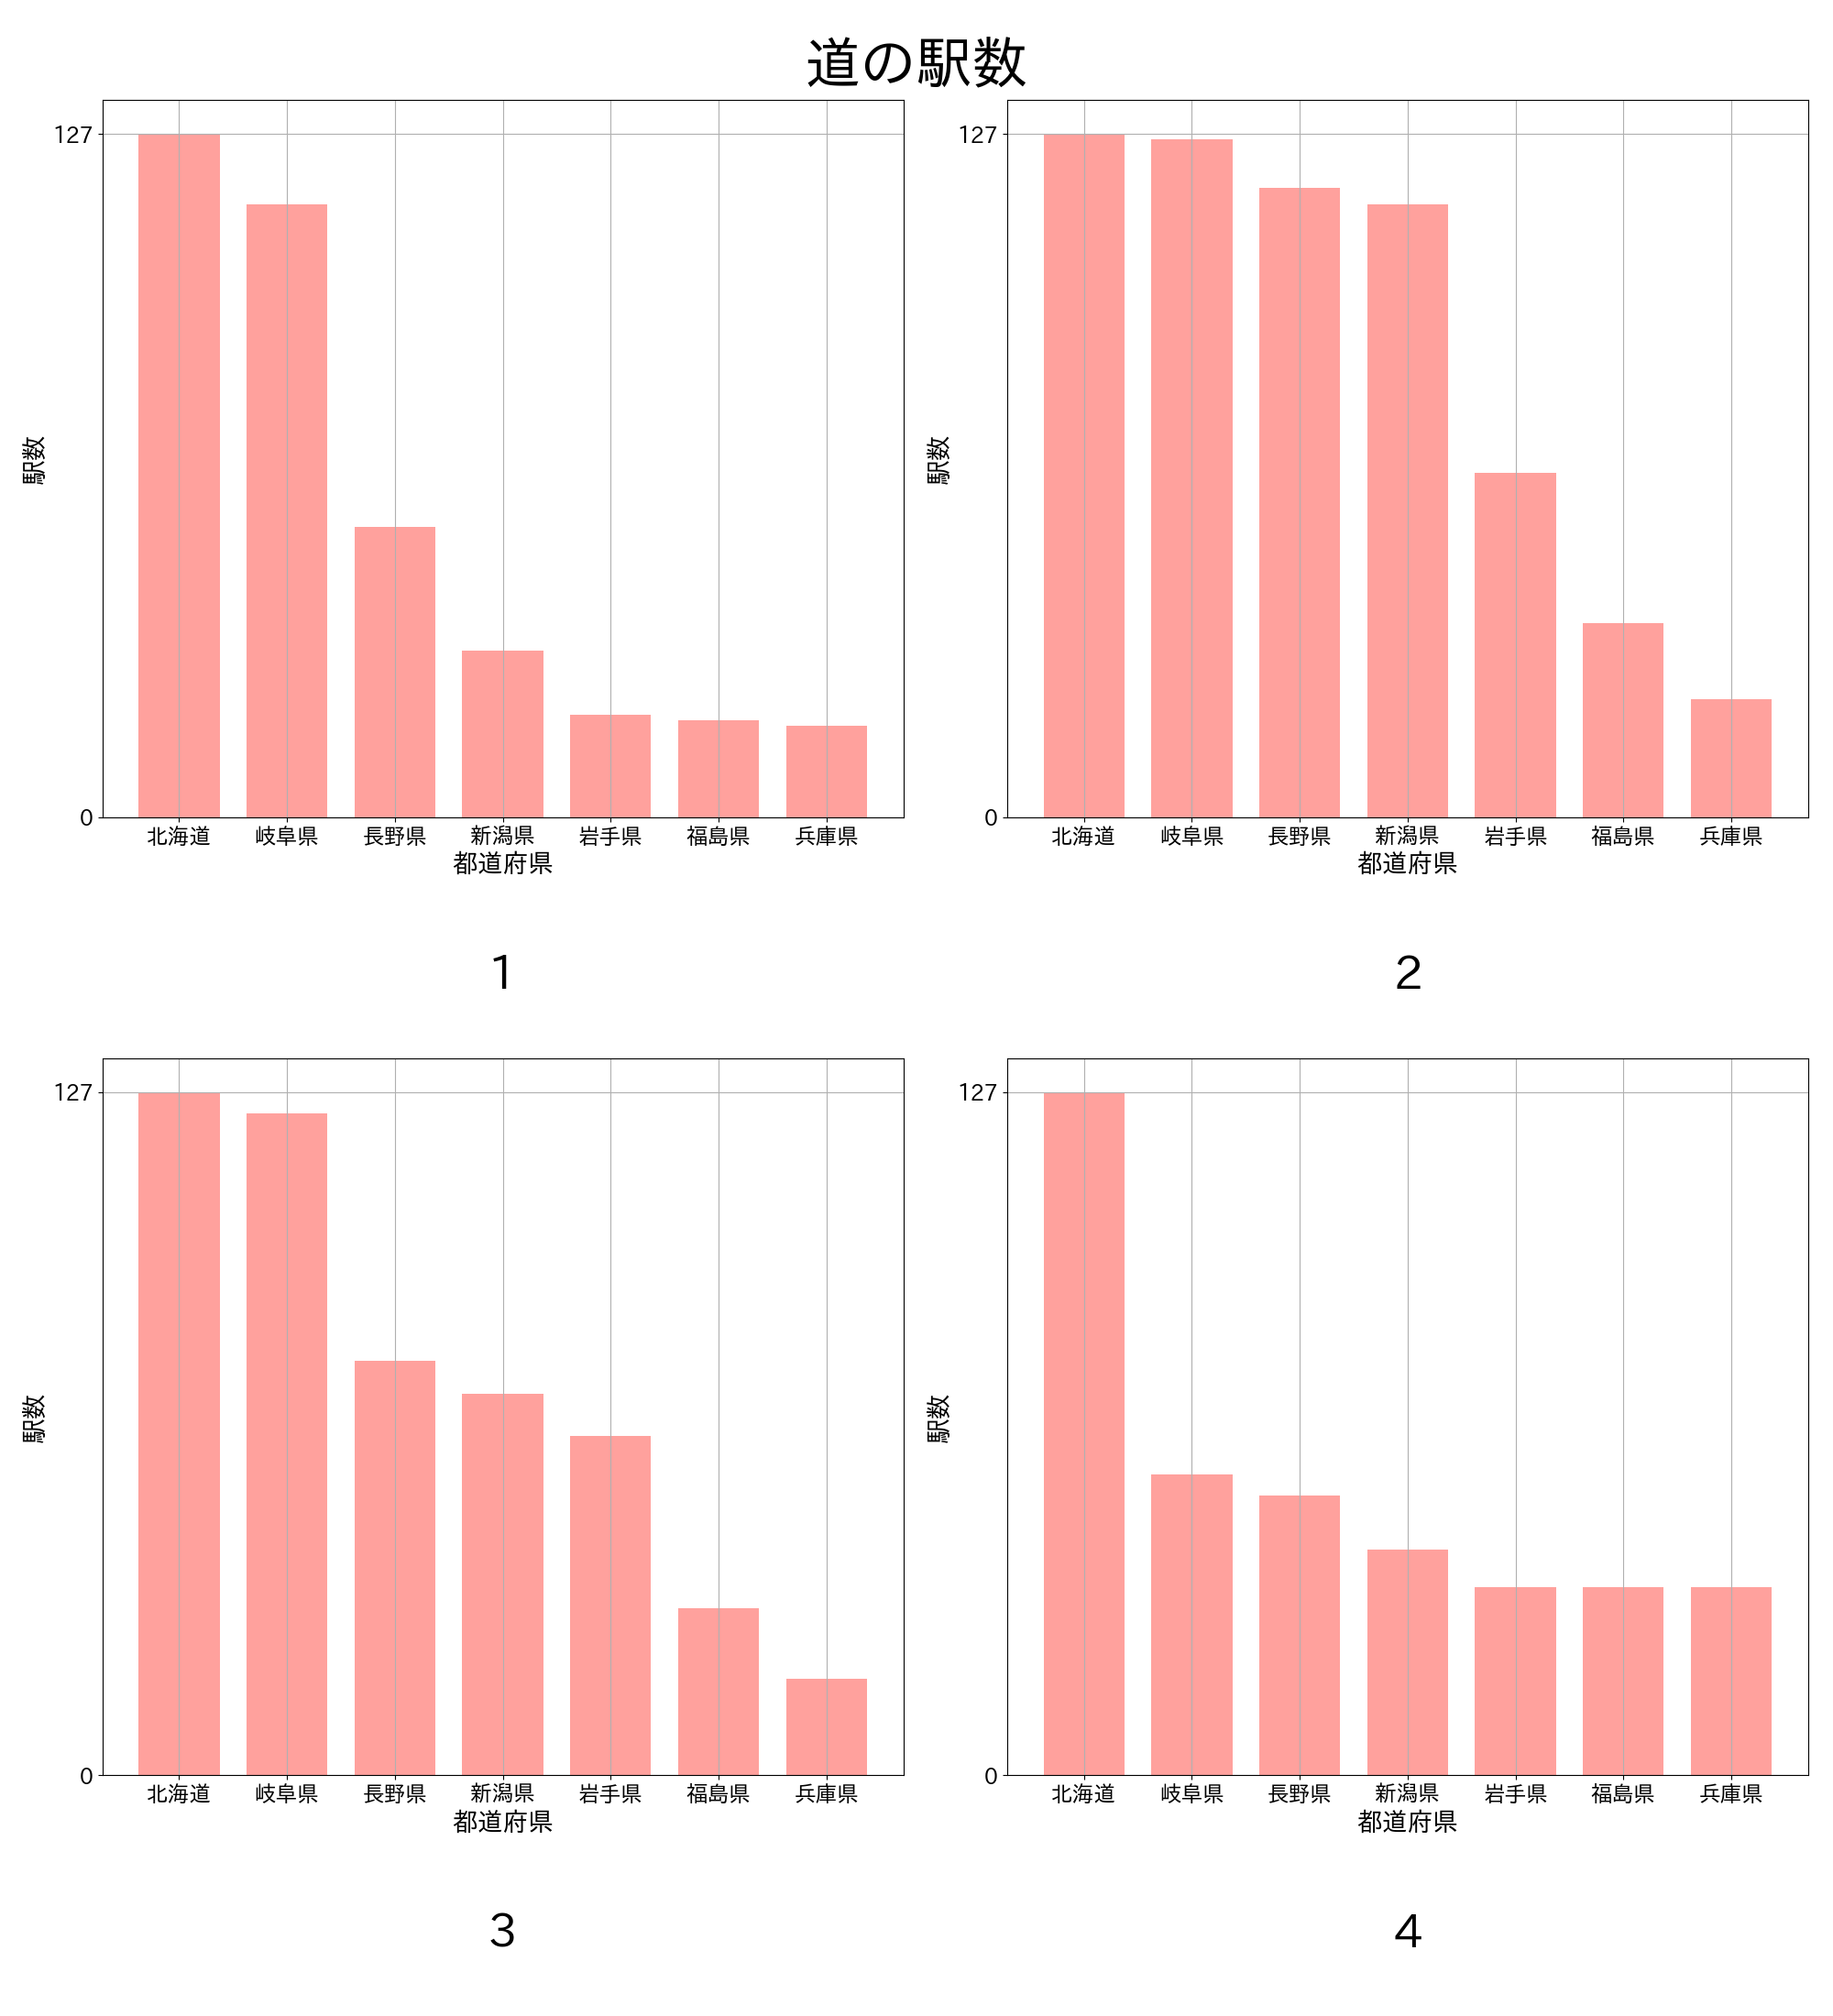 道の駅数
127
0
駅数
北海道 岐阜県 長野県 新潟県 岩手県 福島県 兵庫県
都道府県
1
127
0
駅数
北海道 岐阜県 長野県 新潟県 岩手県 福島県 兵庫県
都道府県
2
127
0
駅数
北海道 岐阜県 長野県 新潟県 岩手県 福島県 兵庫県
都道府県
3
127
0
駅数
北海道 岐阜県 長野県 新潟県 岩手県 福島県 兵庫県
都道府県
4